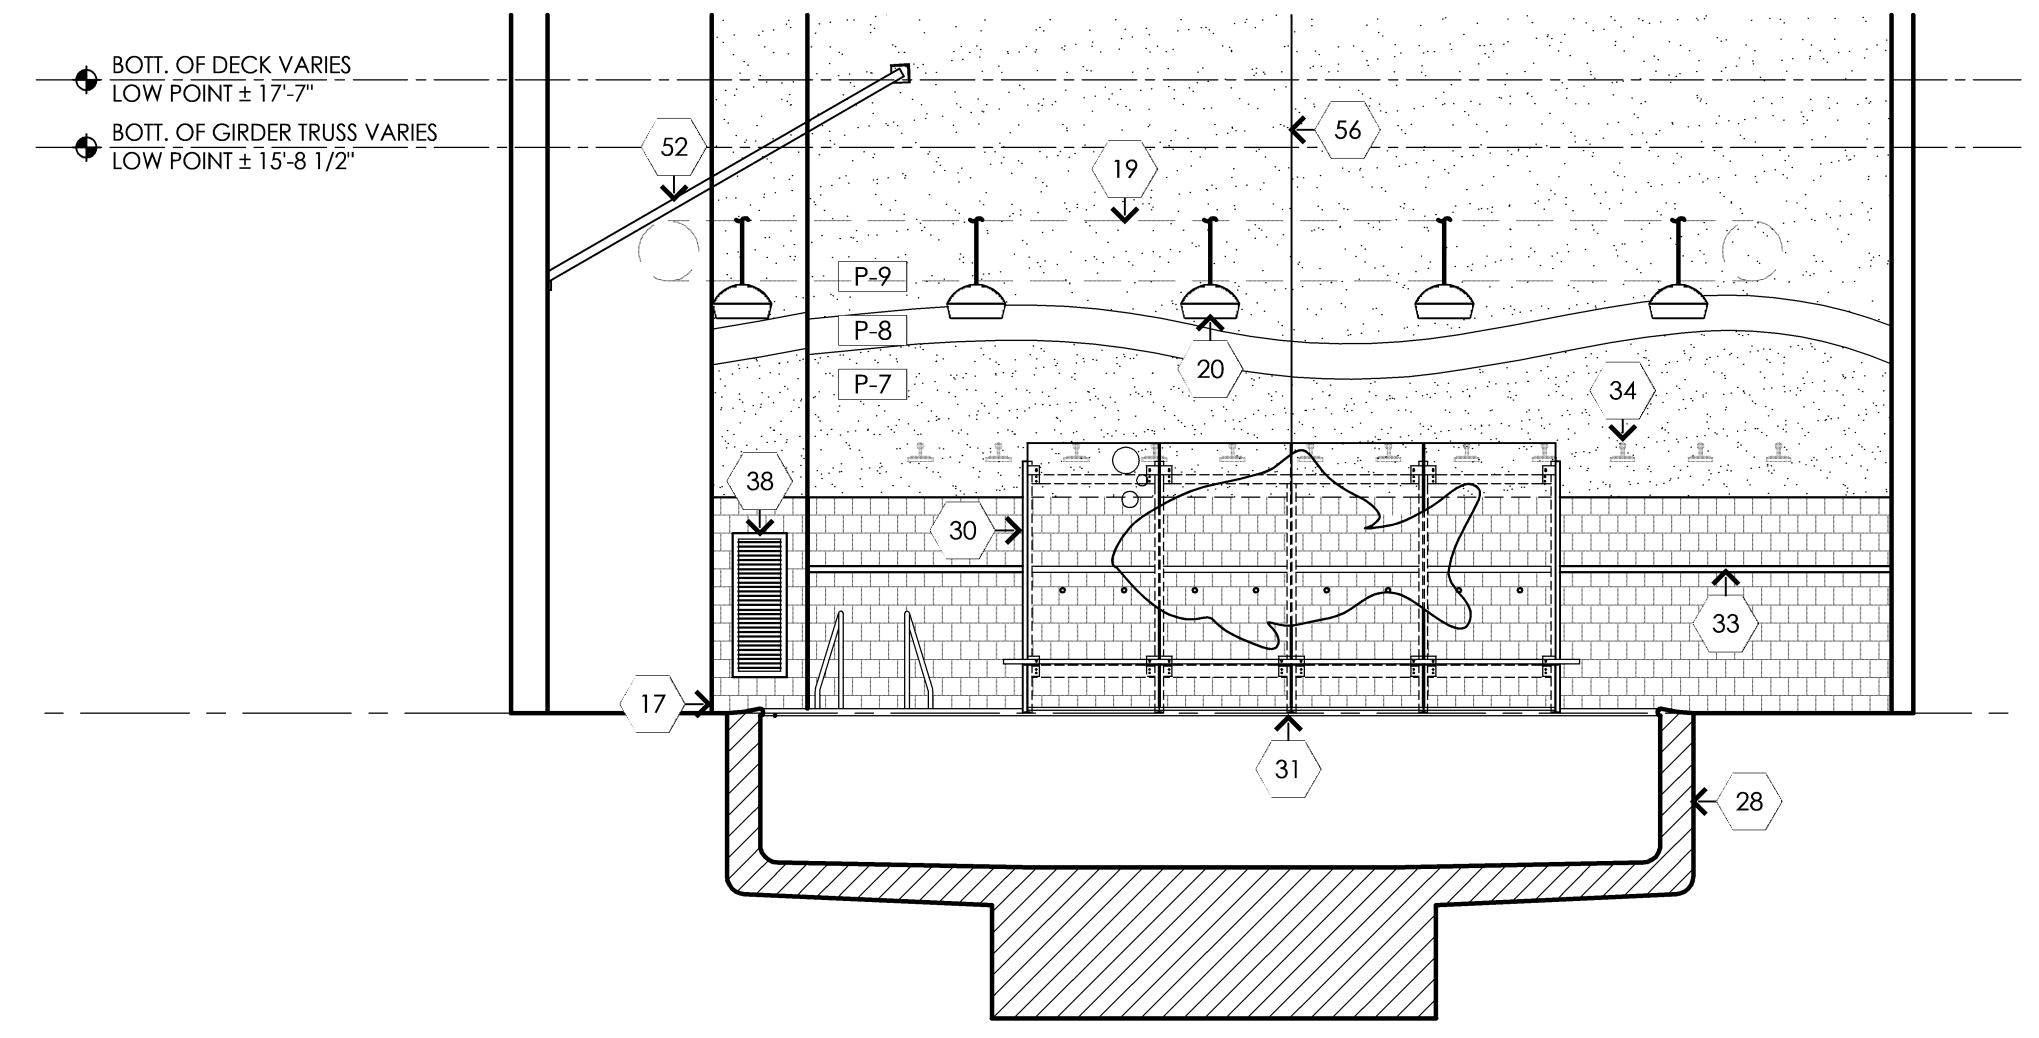 BOTT. OF DECK VARIES
LOW POINT ± 17'-7"
BOTT. OF GIRDER TRUSS VARIES
LOW POINT ± 15'-8 1/2"
52
56
19
P-9
P-8
20
P-7
34
38
30
33
17
31
28